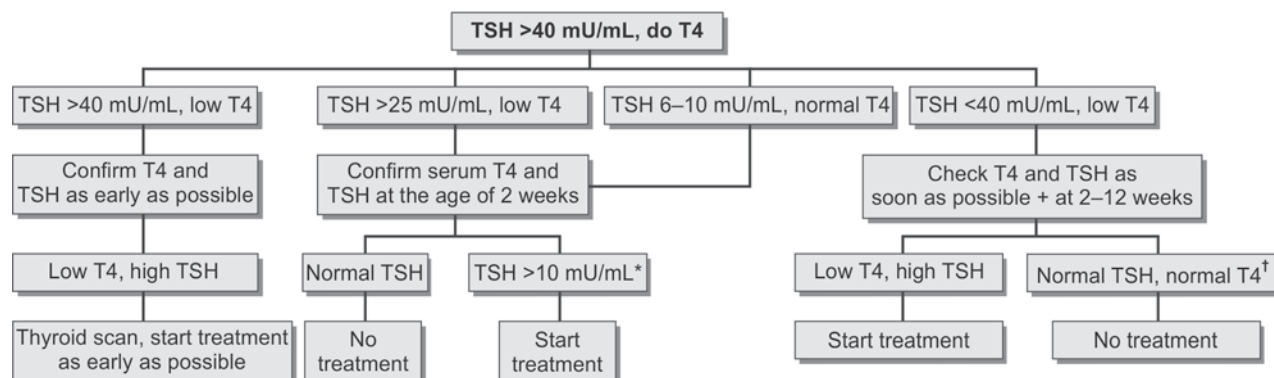 TSH >40 mU/mL, do T4
TSH >40 mU/mL, low T4
TSH >25 mU/mL, low T4
TSH 6–10 mU/mL, normal T4
TSH <40 mU/mL, low T4
Confirm T4 and
TSH as early as possible
Confirm serum T4 and
TSH at the age of 2 weeks
Check T4 and TSH as
soon as possible + at 2–12 weeks
Low T4, high TSH
Normal TSH
TSH >10 mU/mL*
Low T4, high TSH
Normal TSH, normal T4†
Thyroid scan, start treatment
as early as possible
No
treatment
Start
treatment
Start treatment
No treatment